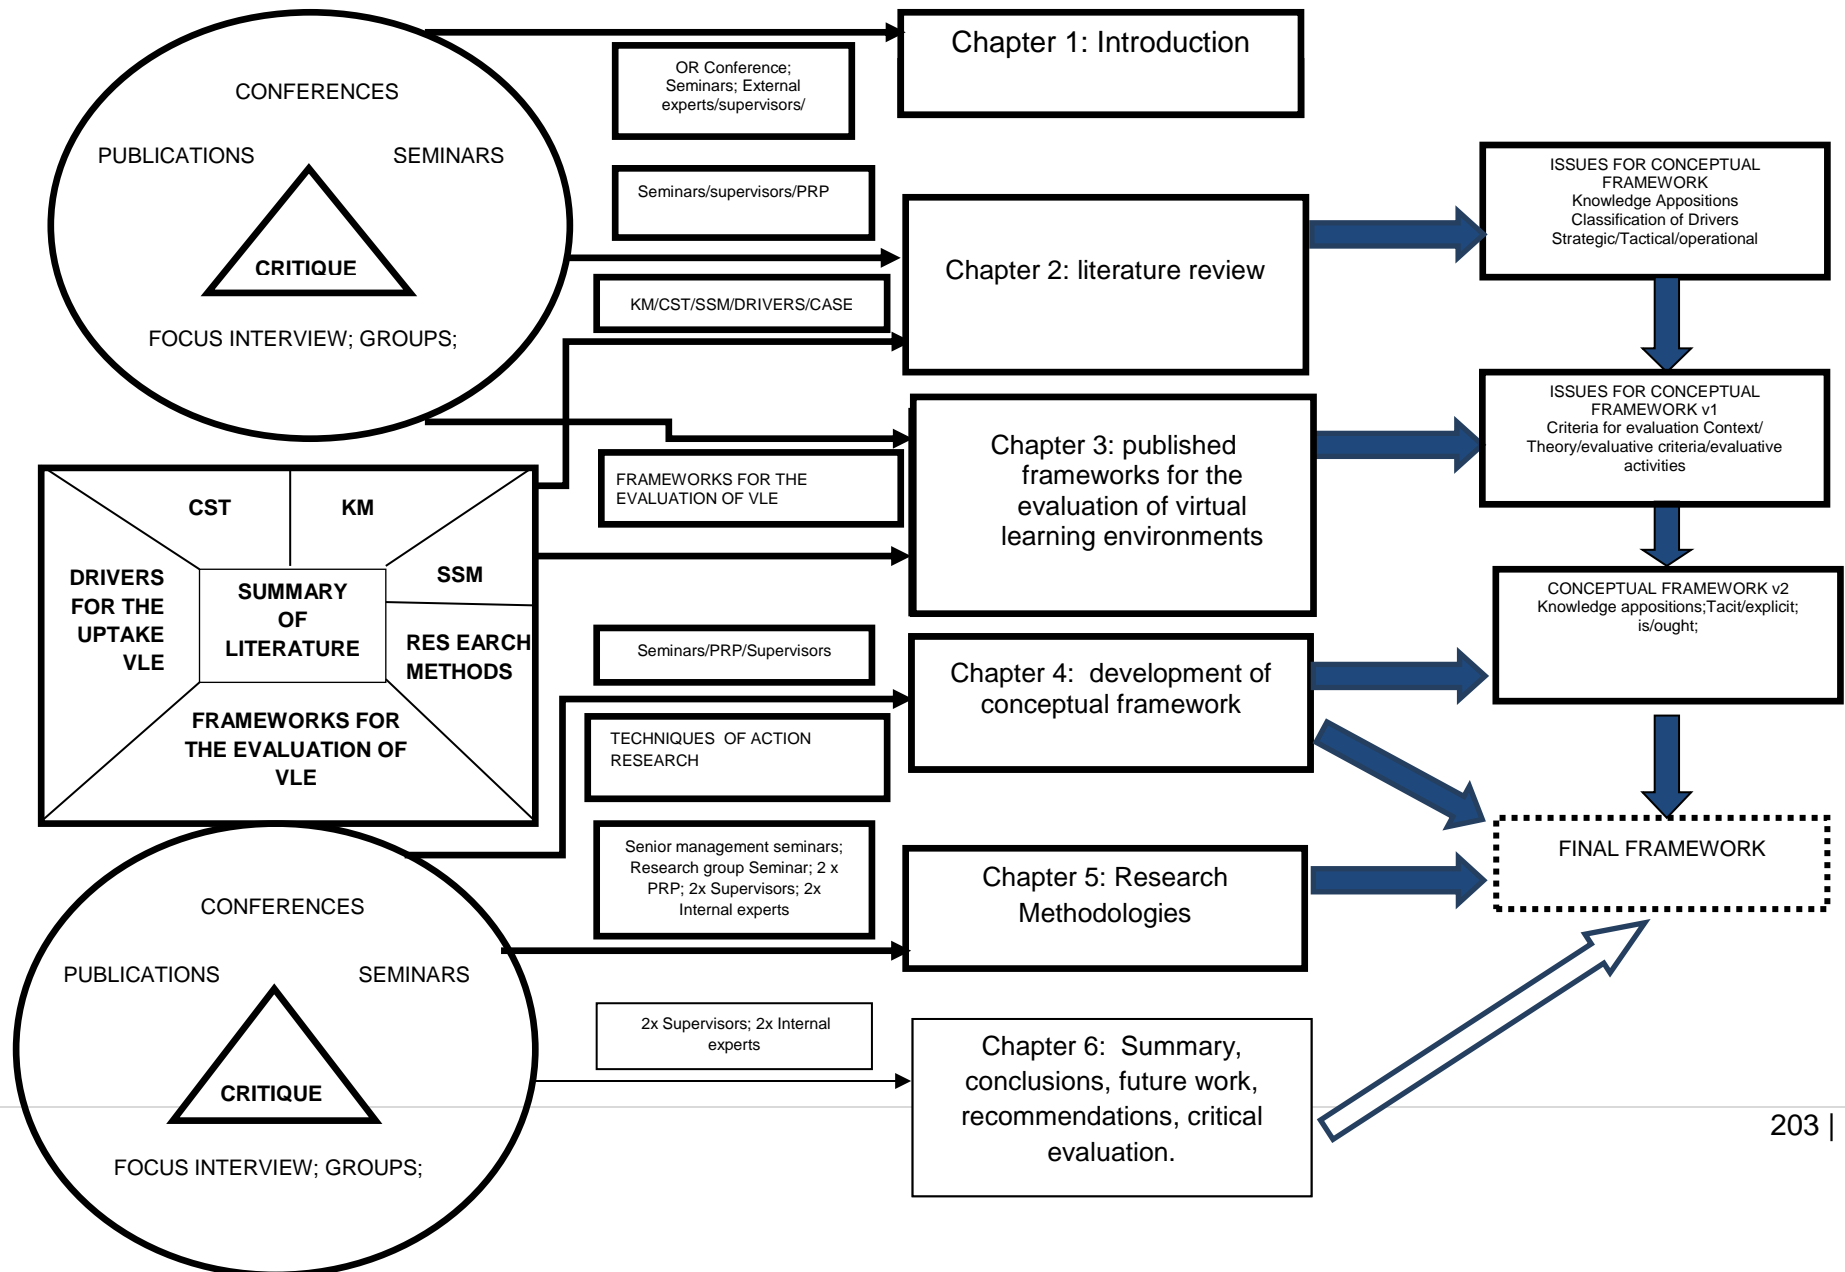 CONFERENCES
PUBLICATIONS
SEMINARS
CRITIQUE
FOCUS INTERVIEW; GROUPS;
OR Conference;
Seminars; External
experts/supervisors/
Seminars/supervisors/PRP
KM/CST/SSM/DRIVERS/CASE
FRAMEWORKS FOR THE
EVALUATION OF VLE
Chapter 1: Introduction
Chapter 2: literature review
Chapter 3: published
frameworks for the
evaluation of virtual
learning environments
ISSUES FOR CONCEPTUAL
FRAMEWORK
Knowledge Appositions
Classification of Drivers
Strategic/Tactical/operational
ISSUES FOR CONCEPTUAL
FRAMEWORK v1
Criteria for evaluation Context/
Theory/evaluative criteria/evaluative
activities
CST
KM
SSM
DRIVERS
FOR THE
UPTAKE
VLE
SUMMARY
OF
LITERATURE
RES EARCH
METHODS
FRAMEWORKS FOR
THE EVALUATION OF
VLE
Seminars/PRP/Supervisors
TECHNIQUES OF ACTION
RESEARCH
Chapter 4: development of
conceptual framework
CONCEPTUAL FRAMEWORK v2
Knowledge appositions;Tacit/explicit;
is/ought;
CONFERENCES
PUBLICATIONS
SEMINARS
CRITIQUE
FOCUS INTERVIEW; GROUPS;
Senior management seminars;
Research group Seminar; 2 x
PRP; 2x Supervisors; 2x
Internal experts
Chapter 5: Research
Methodologies
FINAL FRAMEWORK
2x Supervisors; 2x Internal
experts
Chapter 6: Summary,
conclusions, future work,
recommendations, critical
evaluation.
203 |